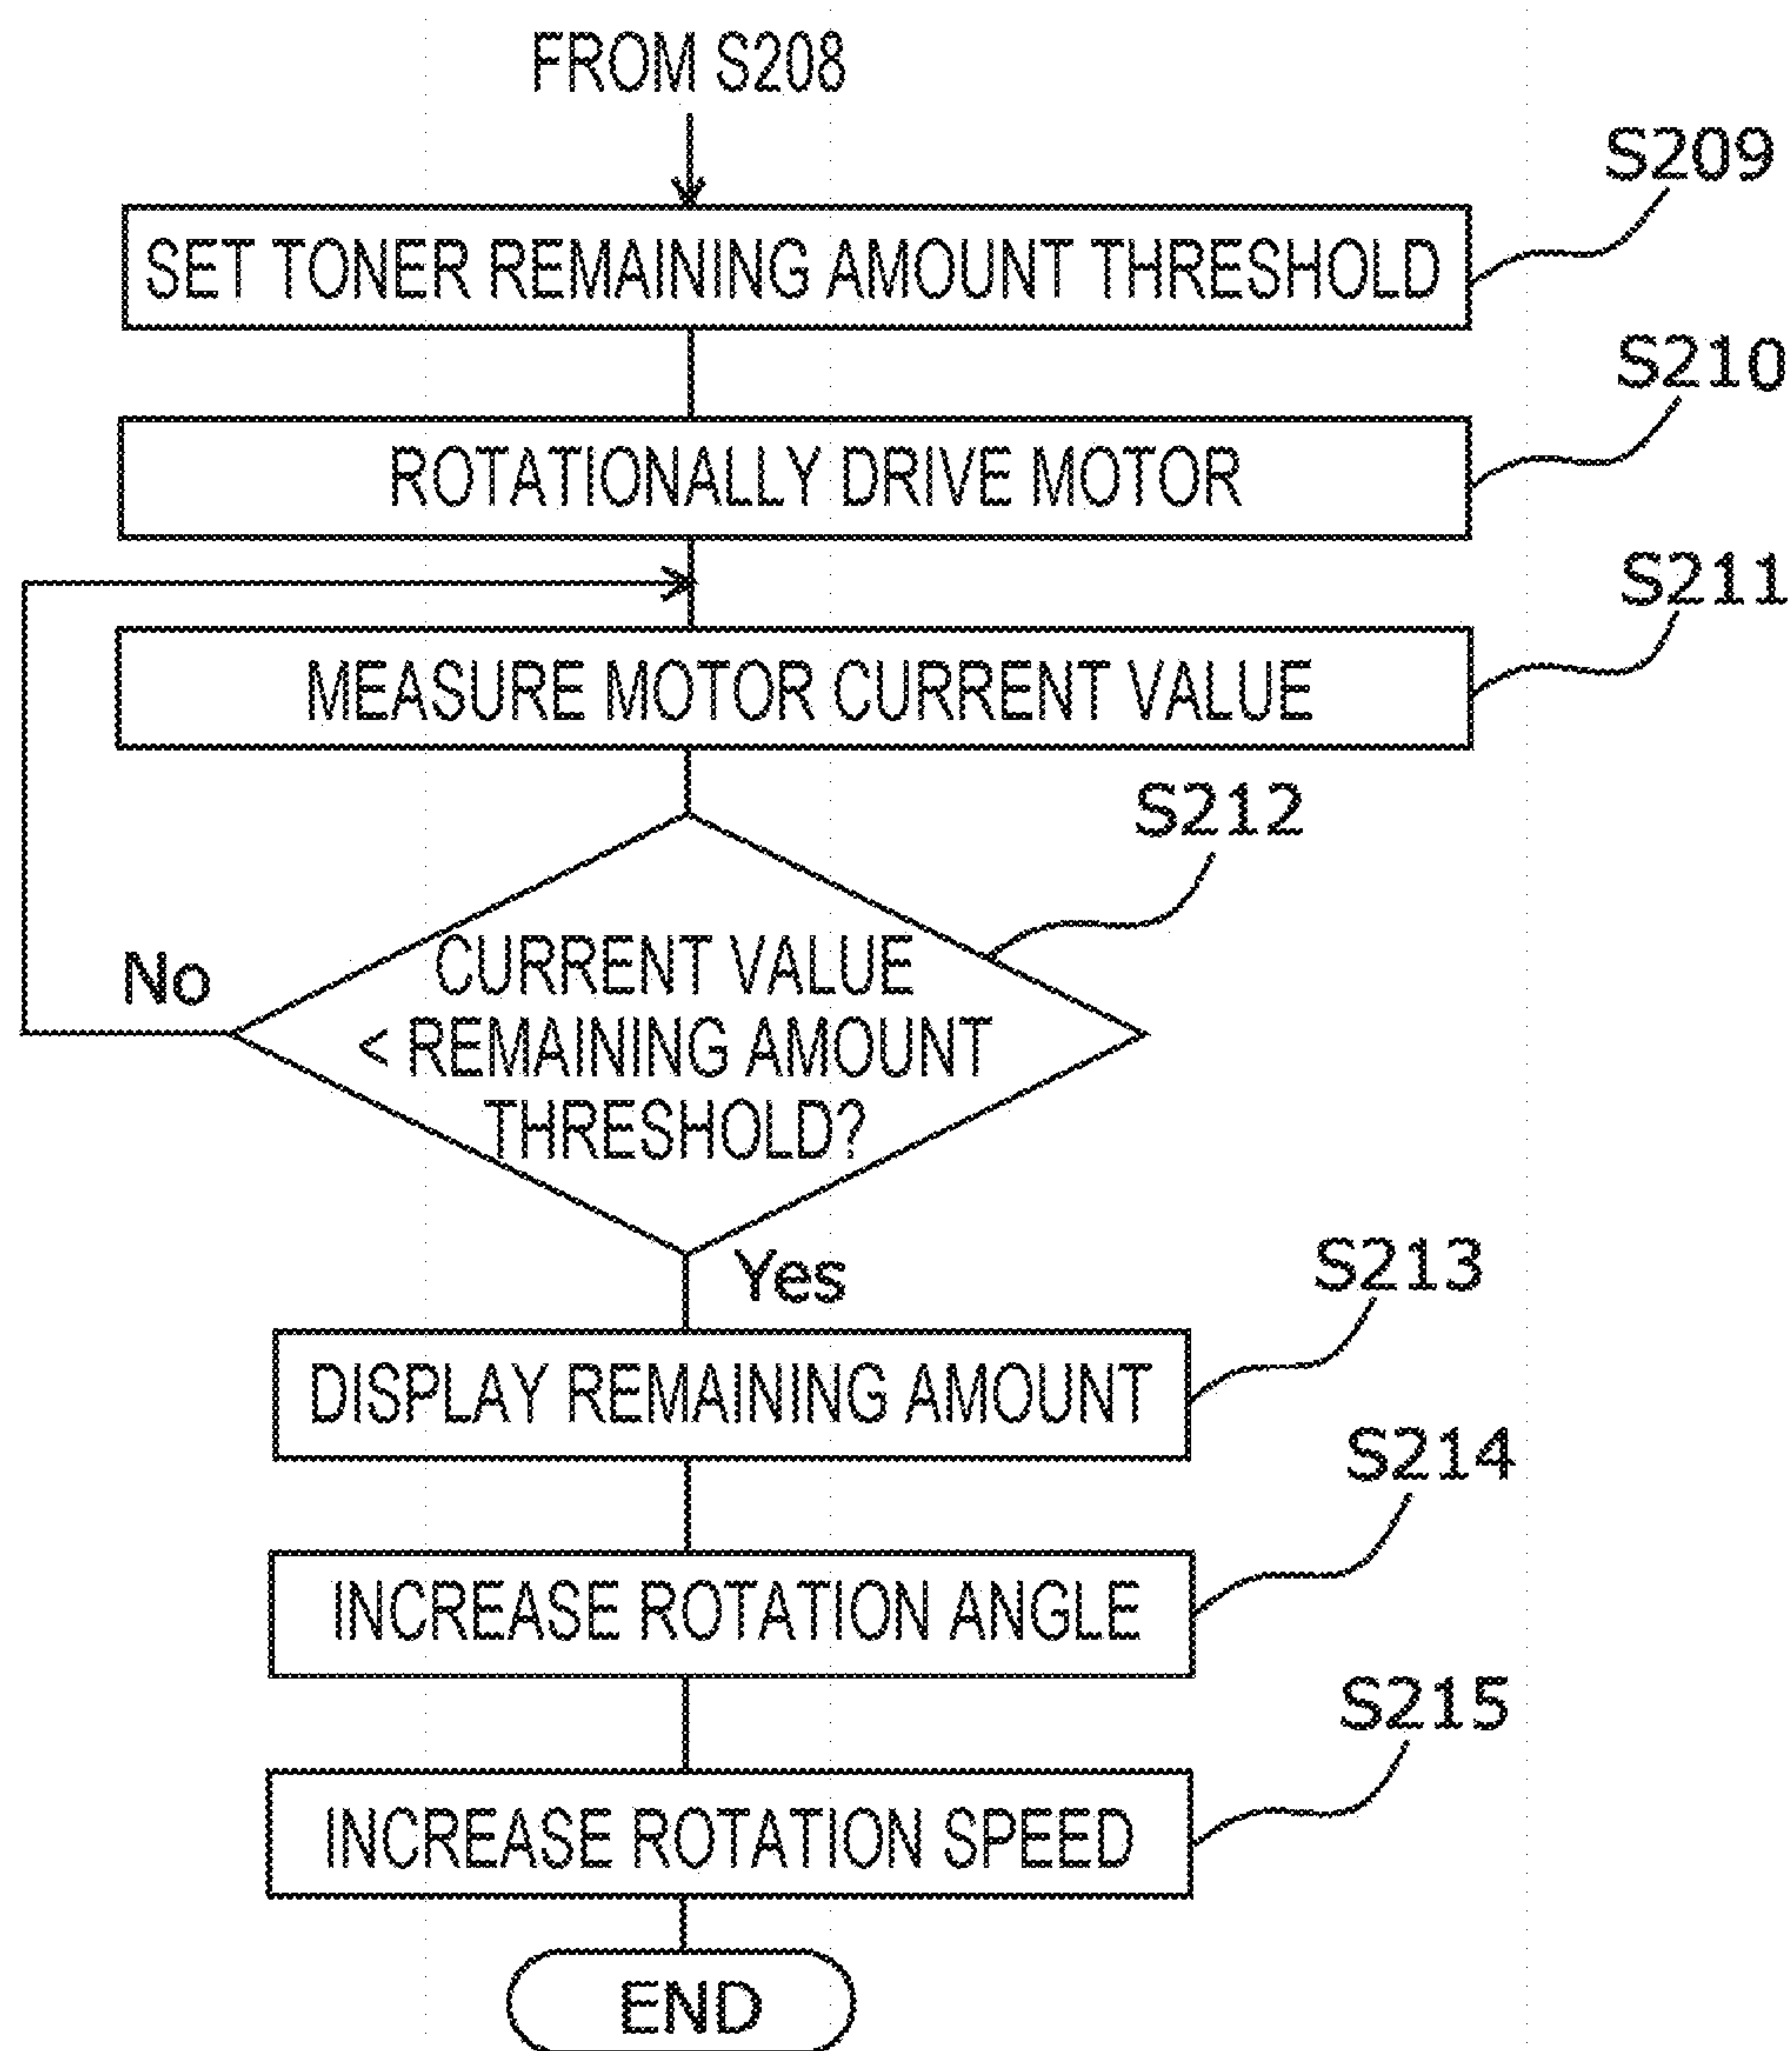 FROM S208
S209
SET TONER REMAINING AMOUNT THRESHOLD
S210
ROTATIONALLY DRIVE MOTOR
S211
MEASURE MOTOR CURRENT VALUE
S212
CURRENT VALUE
< REMAINING AMOUNT
THRESHOLD?
No
Yes
S213
DISPLAY REMAINING AMOUNT
S214
INCREASE ROTATION ANGLE
S215
INCREASE ROTATION SPEED
END